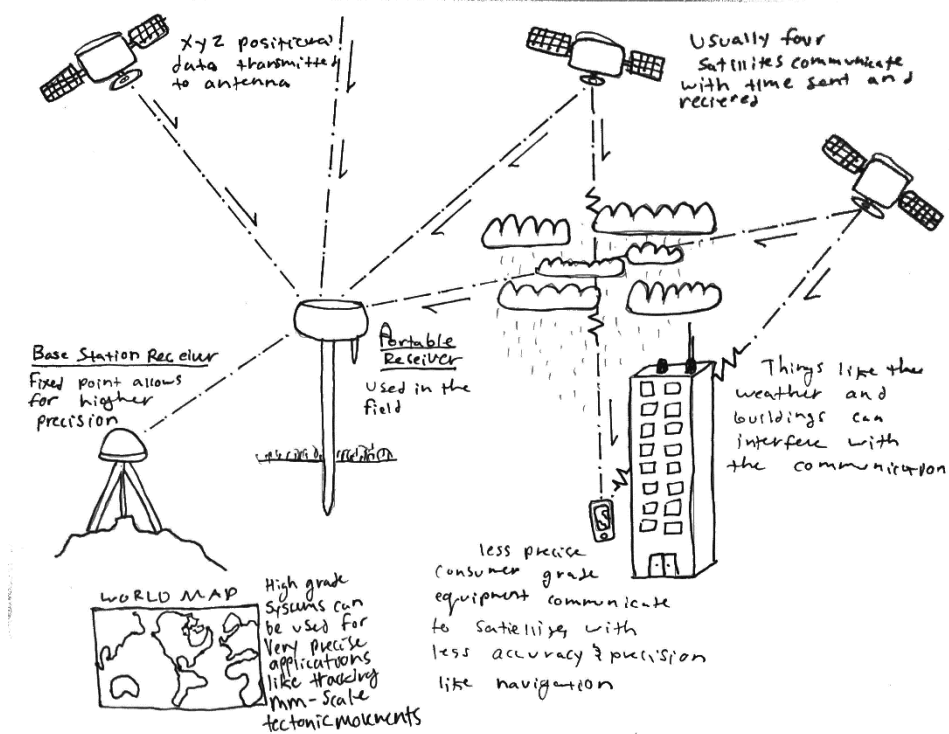 XYZ positional
data transmitted
to antenna
Usually four
Satellites communicate
with time sent and
recieved
Base Station Reciever
Fixed point allows
for higher
precision
Portable
Reciever
used in the
field
Things like the
weather and
buildings can
interfere with
the communication
WORLD MAP
High grade
systems can
be used for
very precise
applications
like tracking
mm-scale
tectonic movements
less precise
consumer grade
equipment communicate
to satellites with
less accuracy & precision
like navigation